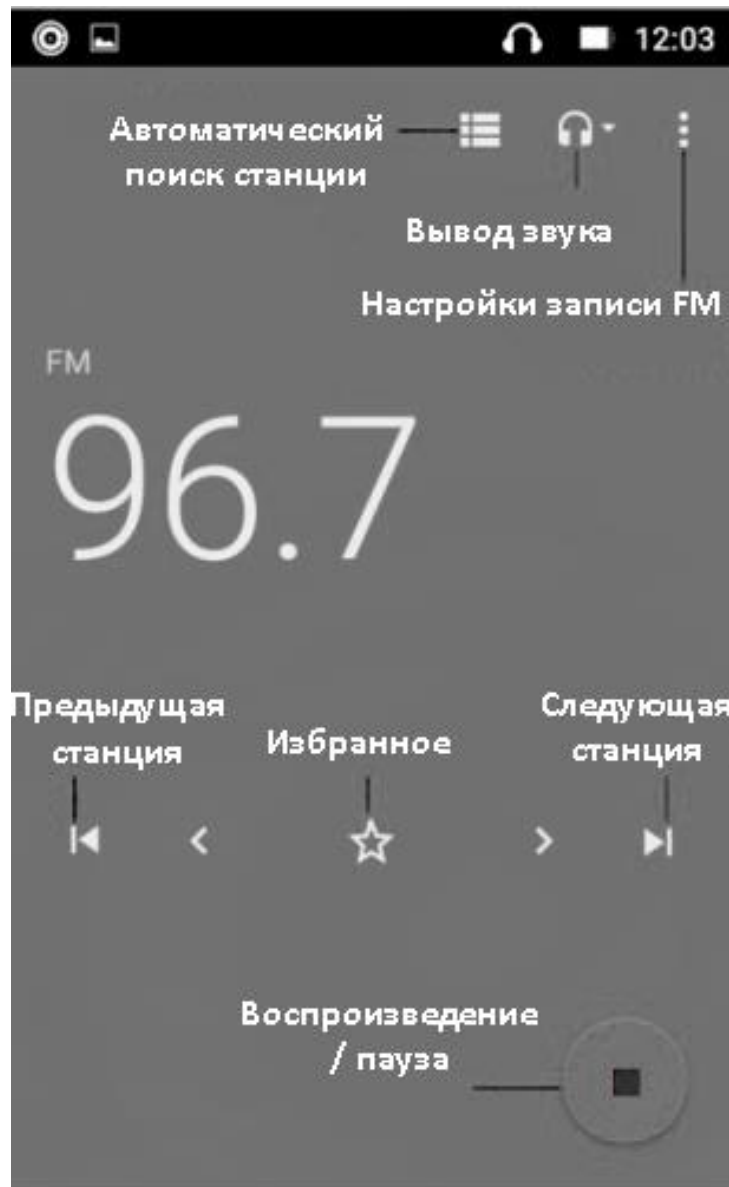 12:03
Автоматический
поиск станции
Вывод звука
Настройки записи FM
FM
96.7
Предыдущая
станция
Избранное
Следующая
станция
Воспроизведение
/ пауза